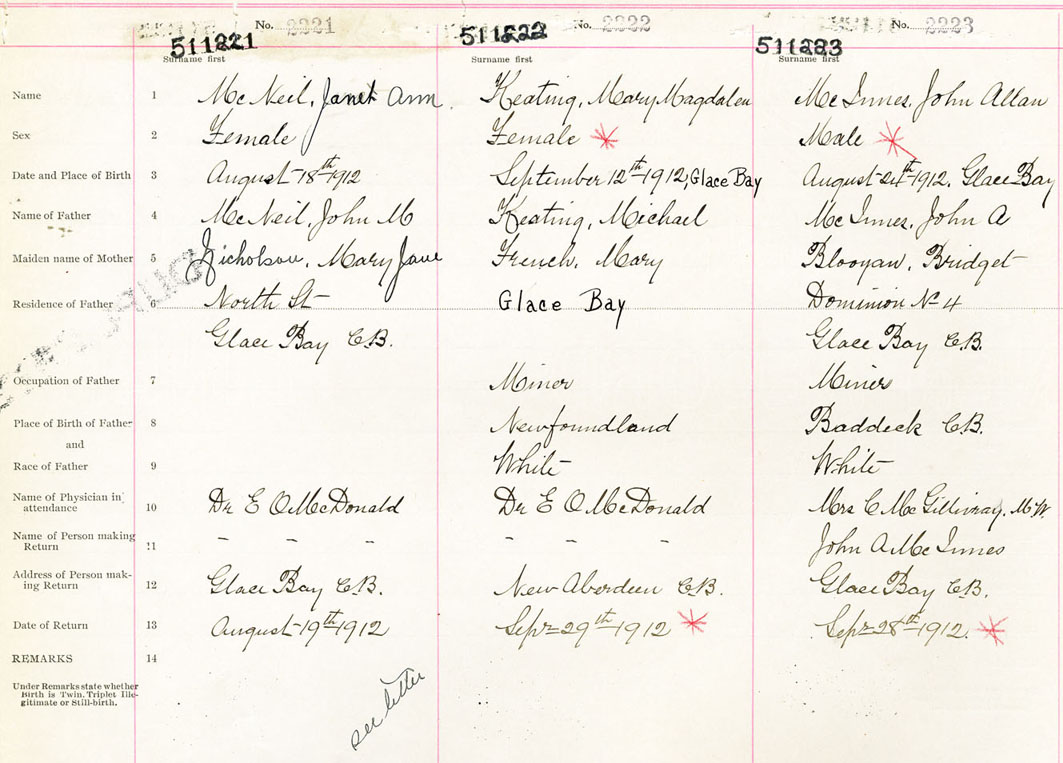 No. 2221 No. 2222 No. 2223
511221 511222 511223
Surname first Surname first Surname first
Name 1 McNeil, Janet Ann Keating, Mary Magdalen McInnes, John Allan
Sex 2 Female Female Male
Date and Place of Birth 3 August 18th 1912 September 12th 1912, Glace Bay August 24th 1912, Glace Bay
Name of Father 4 McNeil, John M Keating, Michael McInnes, John A
Maiden name of Mother 5 Nicholson, Mary Jane French, Mary Blooyan, Bridget
Residence of Father 6 North St Glace Bay Dominion No 4
Glace Bay C.B. Glace Bay C.B.
Occupation of Father 7 Miner Miner
Place of Birth of Father 8 Newfoundland Baddeck C.B.
and
Race of Father 9 White White
Name of Physician in attendance 10 Dr E O McDonald Dr E O McDonald Mrs C McGillivray, M.W.
Name of Person making Return 11 - - - - - - John A McInnes
Address of Person mak-
ing Return 12 Glace Bay C.B. New Aberdeen C.B. Glace Bay C.B.
Date of Return 13 August 19th 1912 Sept 29th 1912 Sept 28th 1912
REMARKS 14
Under Remarks state whether
Birth is Twin, Triplet Ille-
gitimate or Still-birth.
see letter